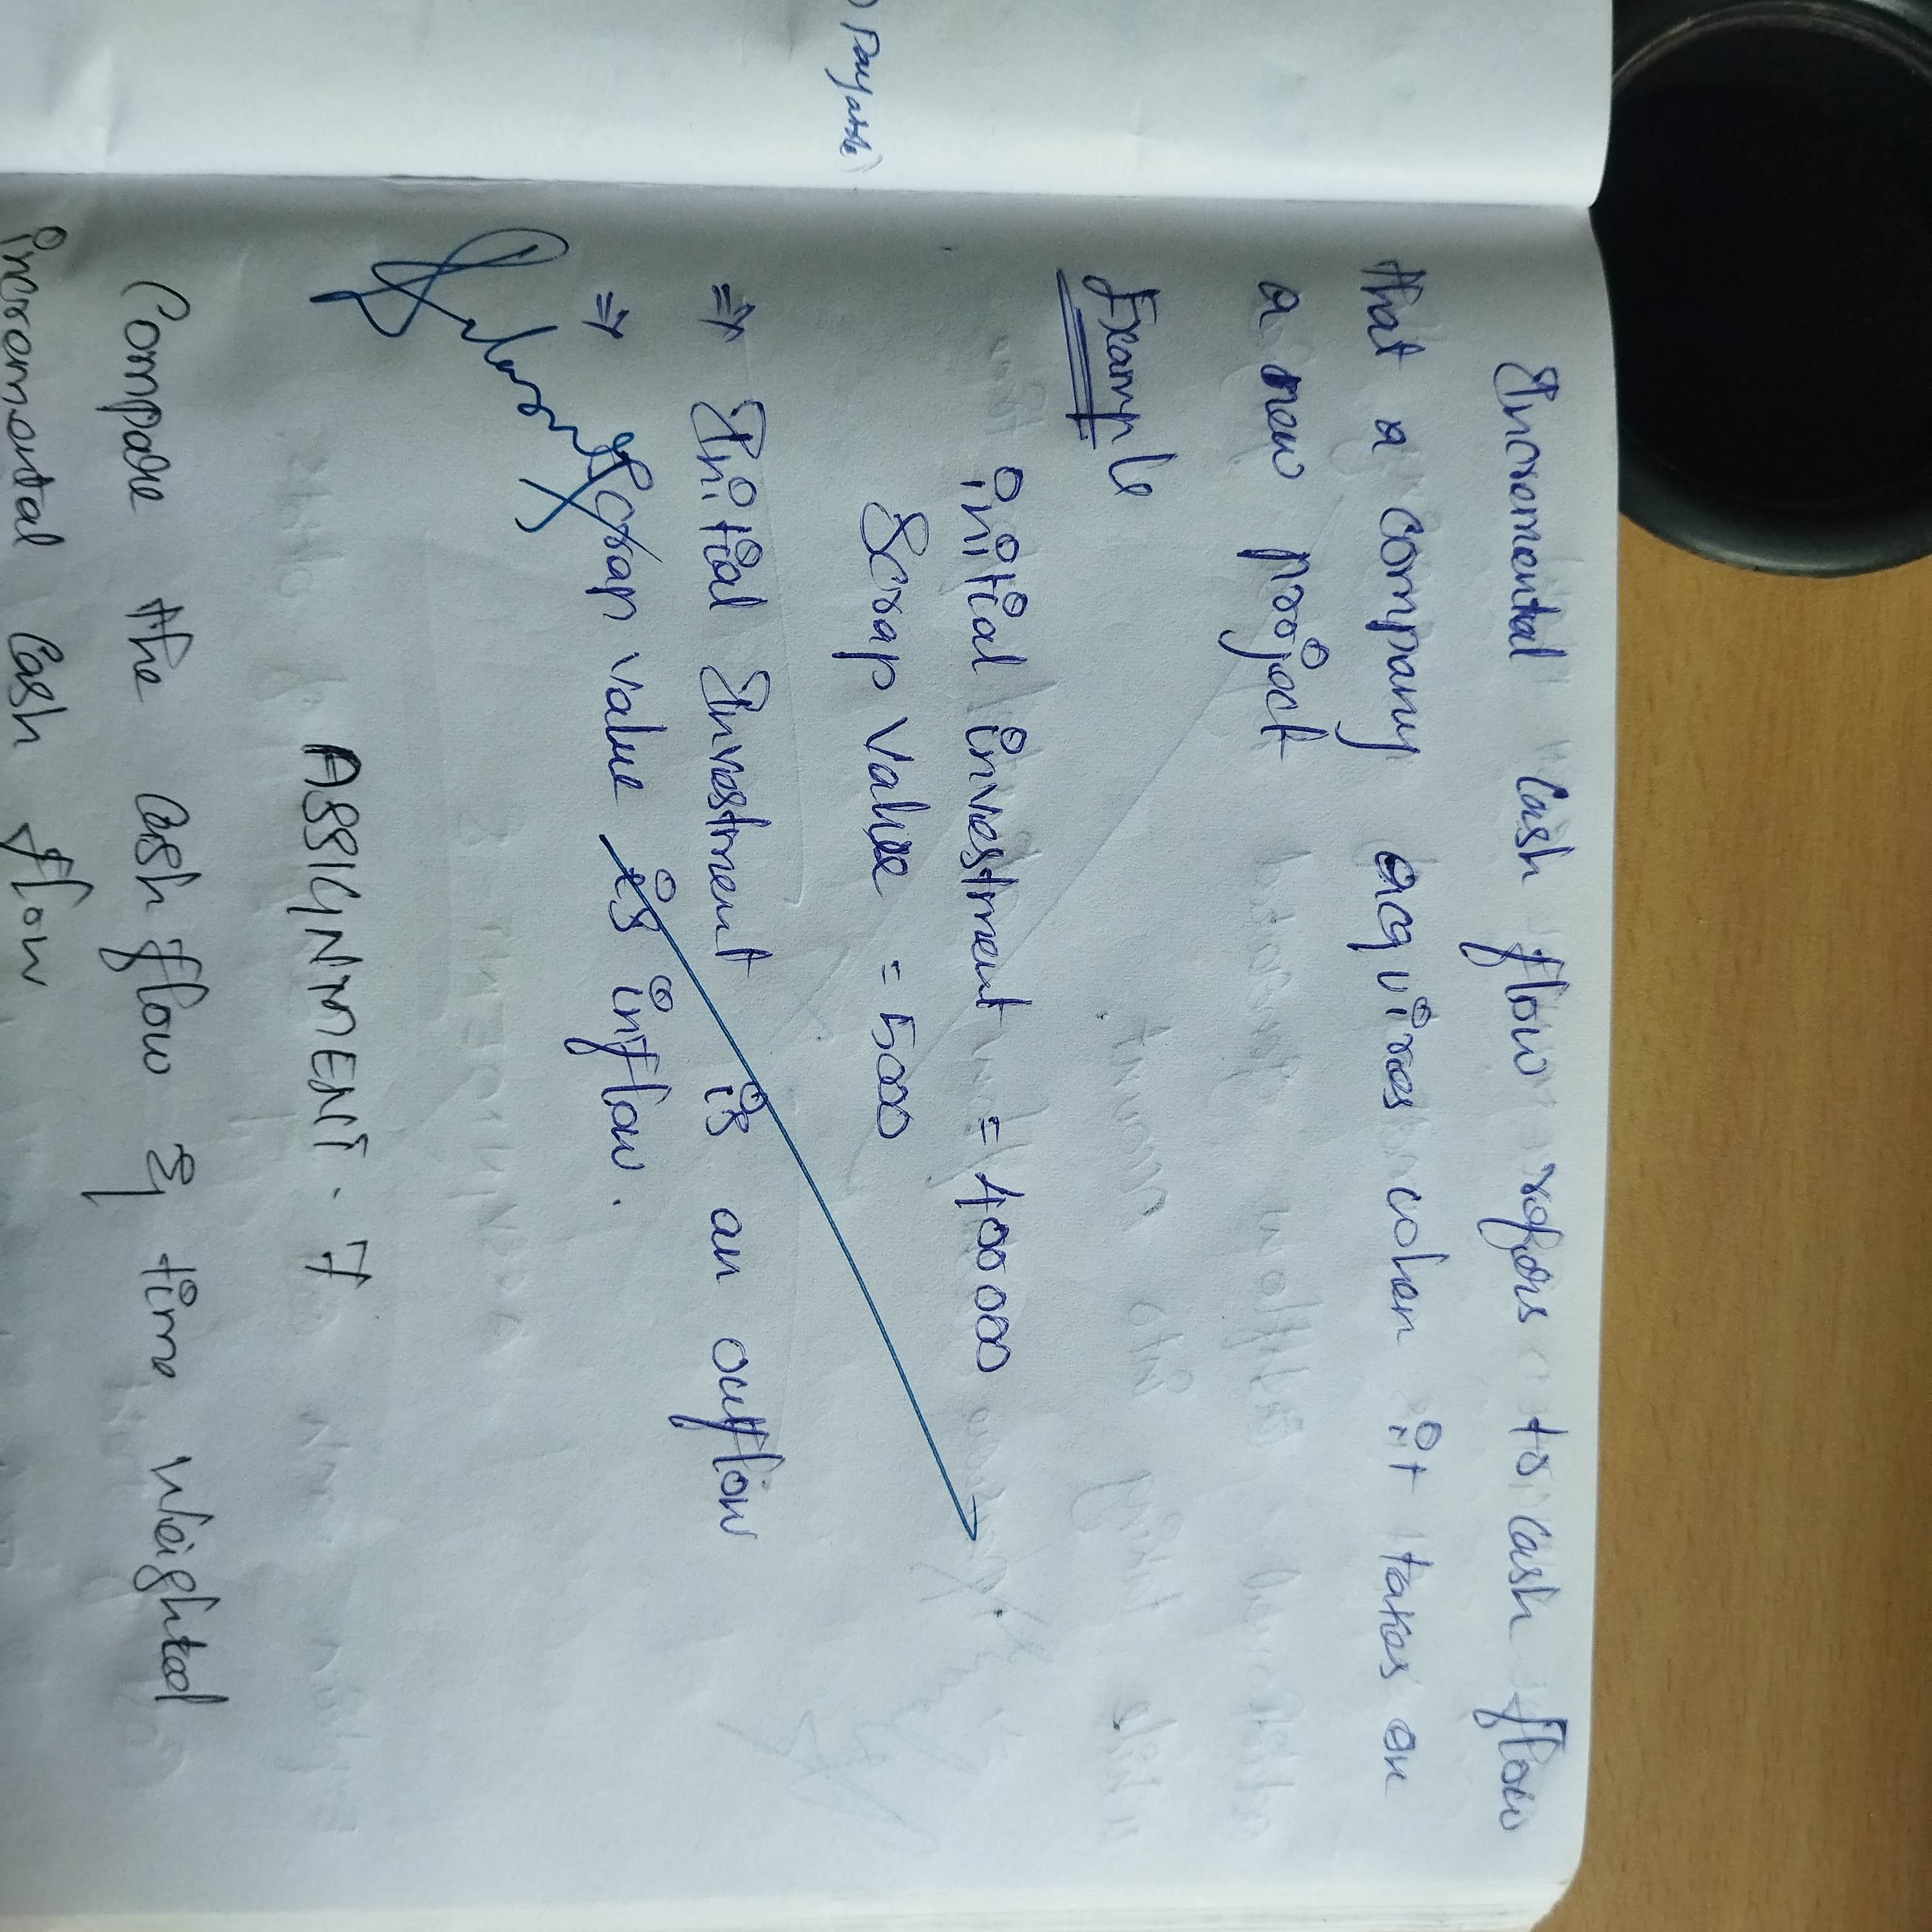 Payable)
Incremental Cash flow refers to cash flow
that a company acquires when it takes on
a new project
Example
initial investment = 400000
Scrap value = 5000
⇒ Initial Investment is an outflow
⇒ Scrap value is inflow.
ASSIGNMENT. 7
Compare the cash flow & time weighted
incremental cash flow